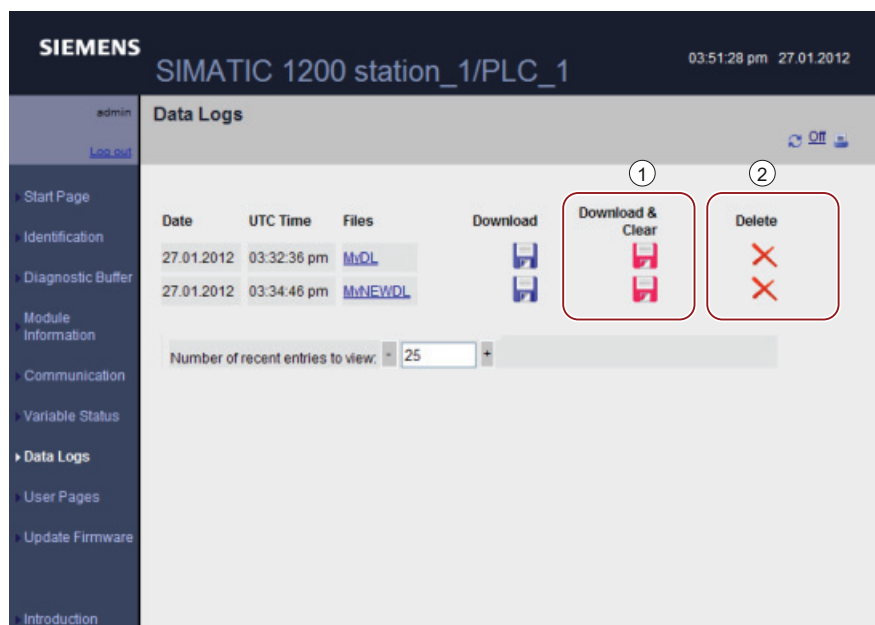 SIEMENS
SIMATIC 1200 station_1/PLC_1
03:51:28 pm 27.01.2012
admin
Log out
Data Logs
Off
Start Page
Identification
Diagnostic Buffer
Module
Information
Communication
Variable Status
Data Logs
User Pages
Update Firmware
Introduction
1
2
Date UTC Time Files Download Download &
Clear Delete
27.01.2012 03:32:36 pm MyDL
27.01.2012 03:34:46 pm MyNEWDL
Number of recent entries to view: - 25 +